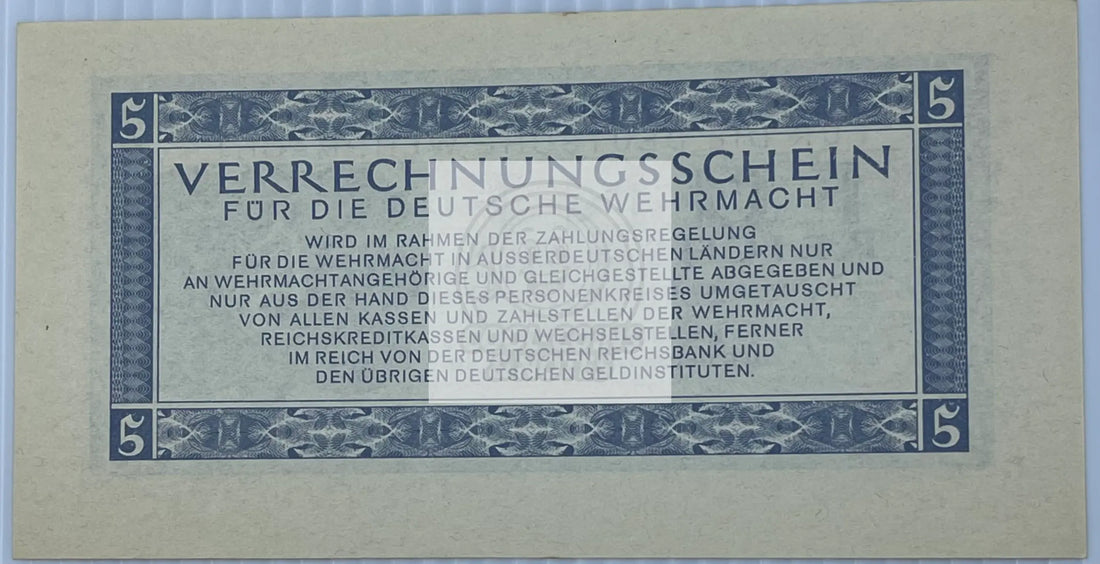 5 5
VERRECHNUNGSSCHEIN
FÜR DIE DEUTSCHE WEHRMACHT
WIRD IM RAHMEN DER ZAHLUNGSREGELUNG
FÜR DIE WEHRMACHT IN AUSSERDEUTSCHEN LÄNDERN NUR
AN WEHRMACHTANGEHÖRIGE UND GLEICHGESTELLTE ABGEGEBEN UND
NUR AUS DER HAND DIESES PERSONENKREISES UMGETAUSCHT
VON ALLEN KASSEN UND ZAHLSTELLEN DER WEHRMACHT,
REICHSKREDITKASSEN UND WECHSELSTELLEN, FERNER
IM REICH VON DER DEUTSCHEN REICHSBANK UND
DEN ÜBRIGEN DEUTSCHEN GELDINSTITUTEN.
5 5